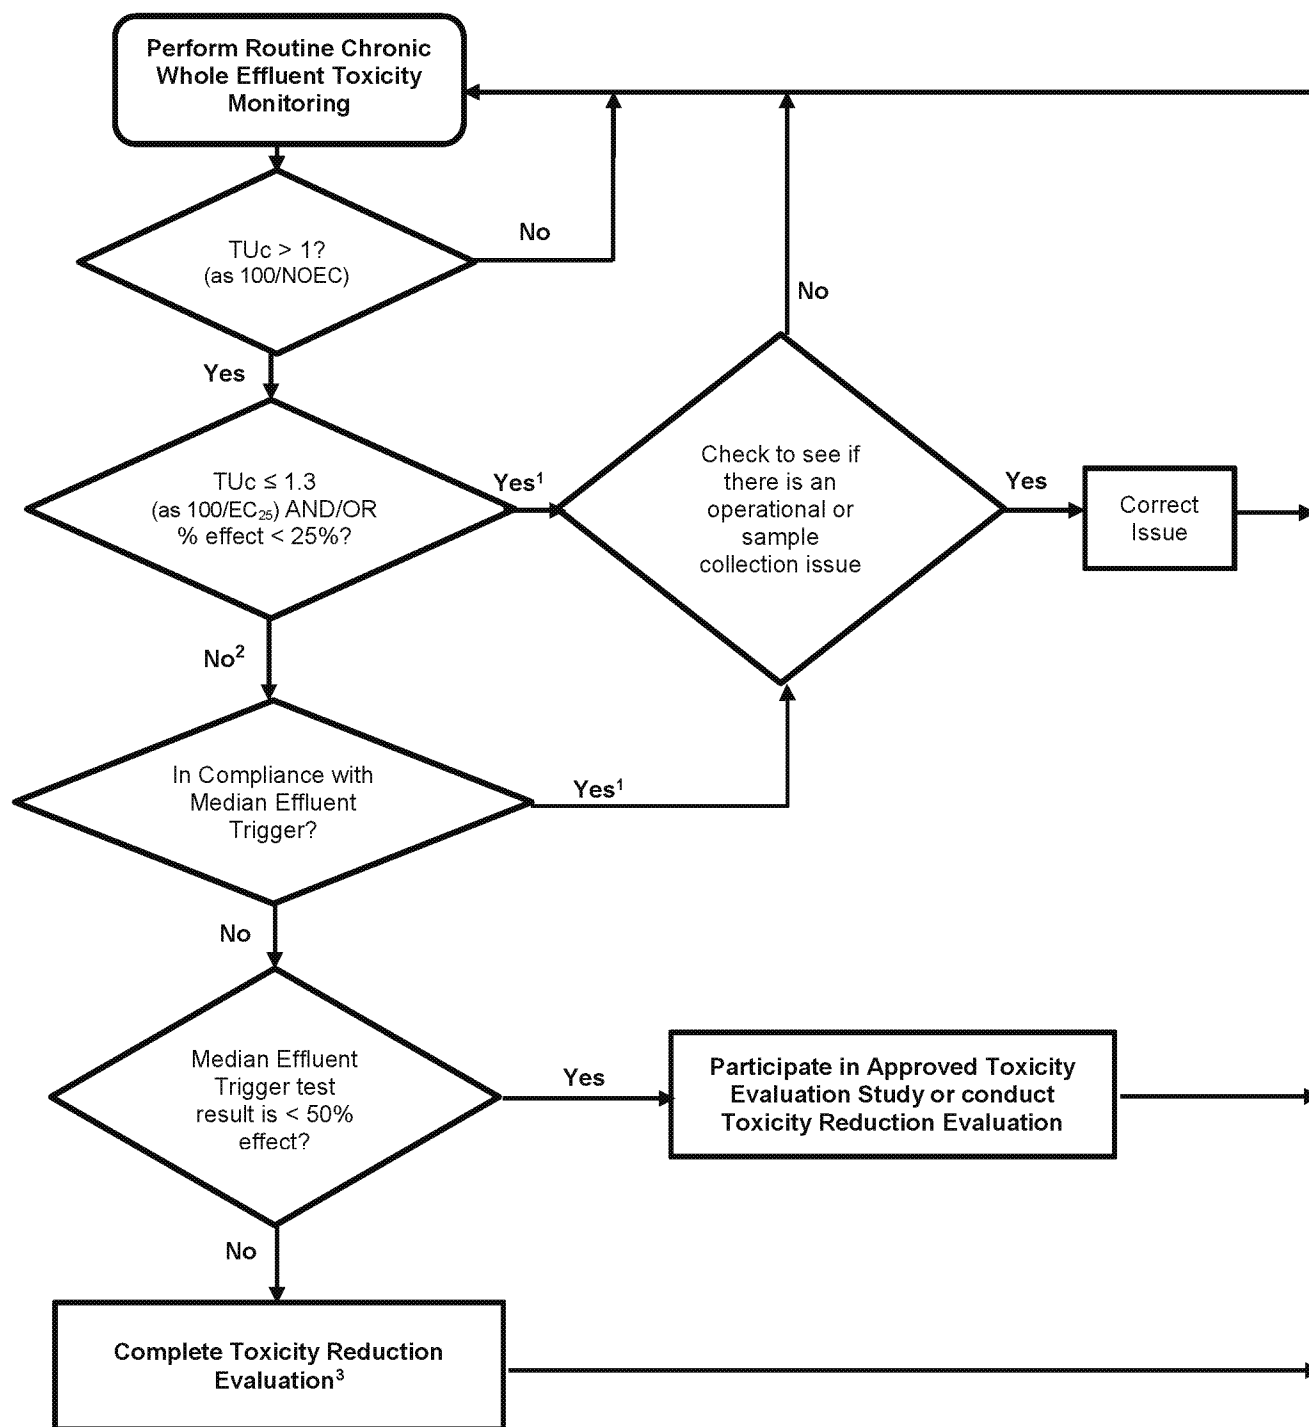 Perform Routine Chronic
Whole Effluent Toxicity
Monitoring
TUc > 1?
(as 100/NOEC)
No
Yes
TUc ≤ 1.3
(as 100/EC₂₅) AND/OR
% effect < 25%?
Yes¹
Check to see if
there is an
operational or
sample
collection issue
No
Yes
Correct
Issue
No²
In Compliance with
Median Effluent
Trigger?
Yes¹
No
Median Effluent
Trigger test
result is < 50%
effect?
Yes
Participate in Approved Toxicity
Evaluation Study or conduct
Toxicity Reduction Evaluation
No
Complete Toxicity Reduction
Evaluation³